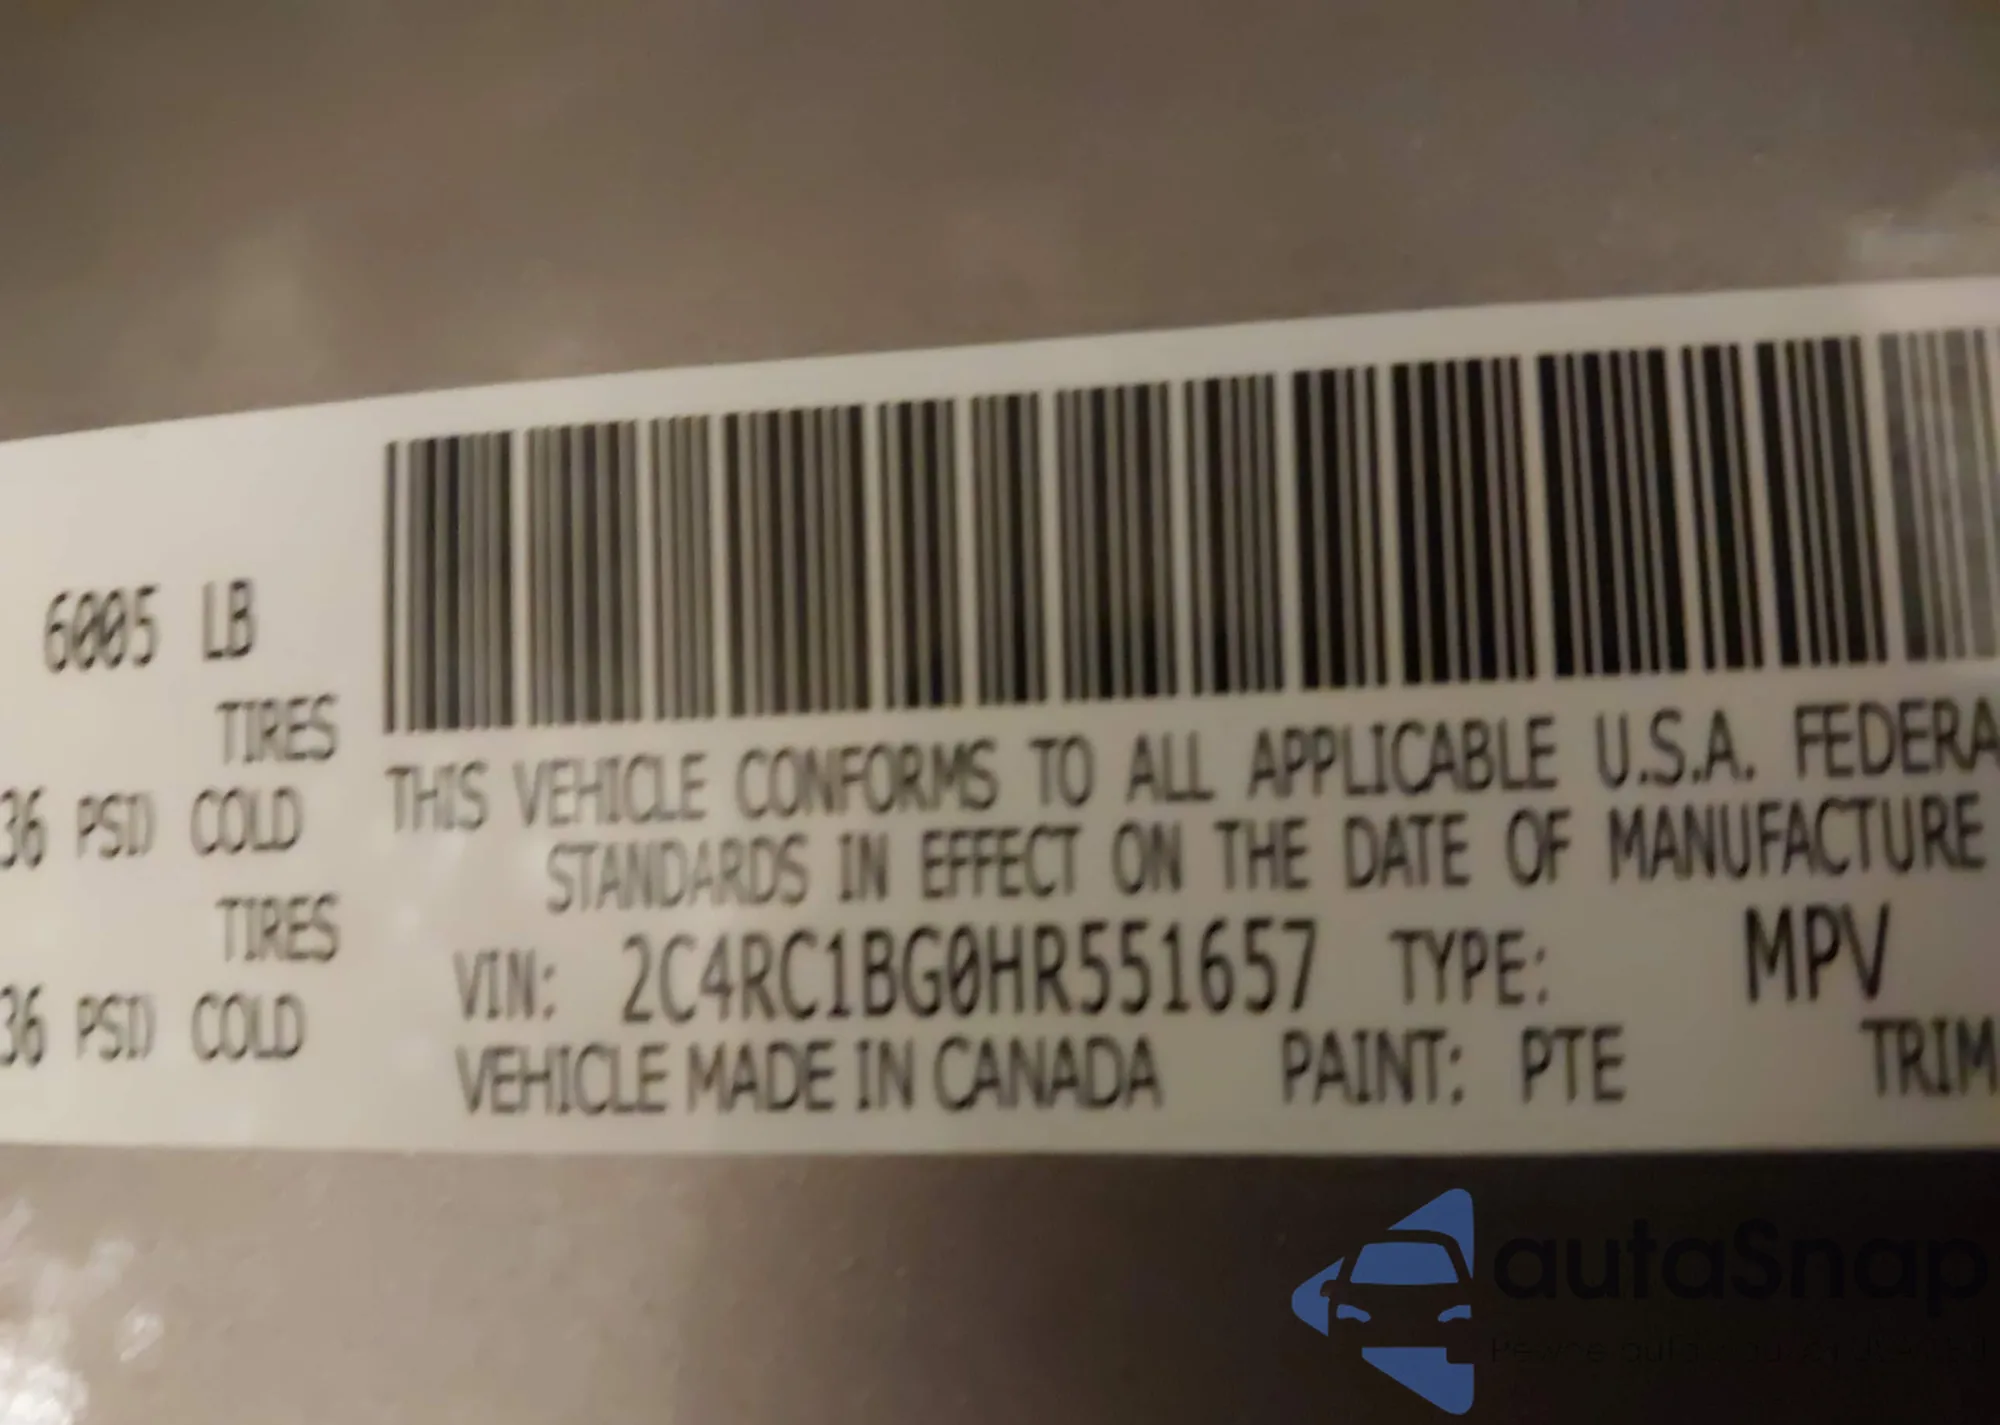 6005 LB
TIRES
36 PSI) COLD
TIRES
36 PSI) COLD
THIS VEHICLE CONFORMS TO ALL APPLICABLE U.S.A. FEDERA
STANDARDS IN EFFECT ON THE DATE OF MANUFACTURE
VIN: 2C4RC1BG0HR551657 TYPE: MPV
VEHICLE MADE IN CANADA PAINT: PTE TRIM
autaSnap